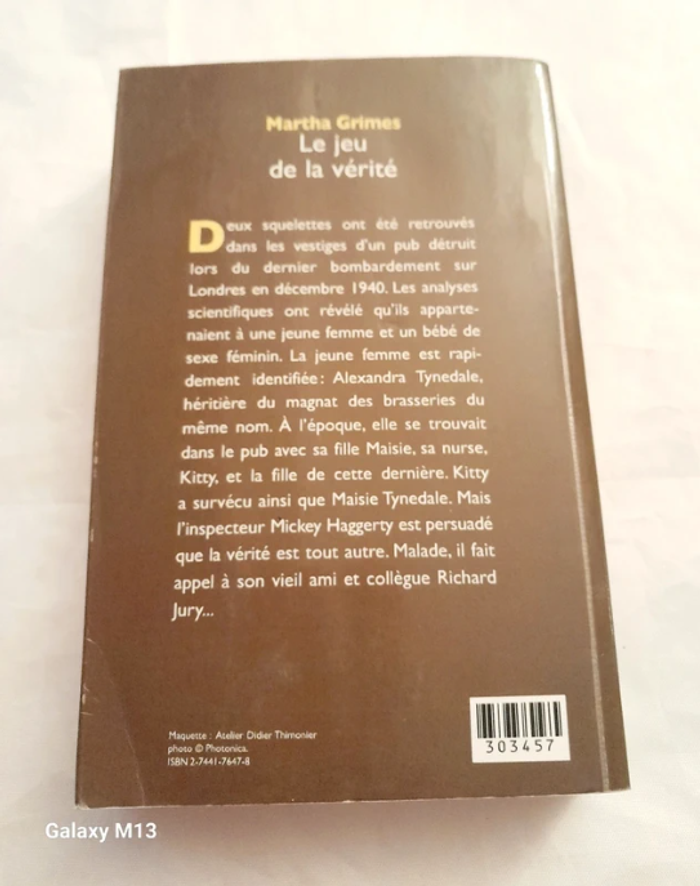 Martha Grimes
Le jeu
de la vérité
Deux squelettes ont été retrouvés
dans les vestiges d'un pub détruit
lors du dernier bombardement sur
Londres en décembre 1940. Les analyses
scientifiques ont révélé qu'ils apparte-
naient à une jeune femme et un bébé de
sexe féminin. La jeune femme est rapi-
dement identifiée : Alexandra Tynedale,
héritière du magnat des brasseries du
même nom. À l'époque, elle se trouvait
dans le pub avec sa fille Maisie, sa nurse,
Kitty, et la fille de cette dernière. Kitty
a survécu ainsi que Maisie Tynedale. Mais
l'inspecteur Mickey Haggerty est persuadé
que la vérité est tout autre. Malade, il fait
appel à son vieil ami et collègue Richard
Jury...
Maquette : Atelier Didier Thimonier
photo © Photonica.
ISBN 2-7441-7647-8
303457
Galaxy M13